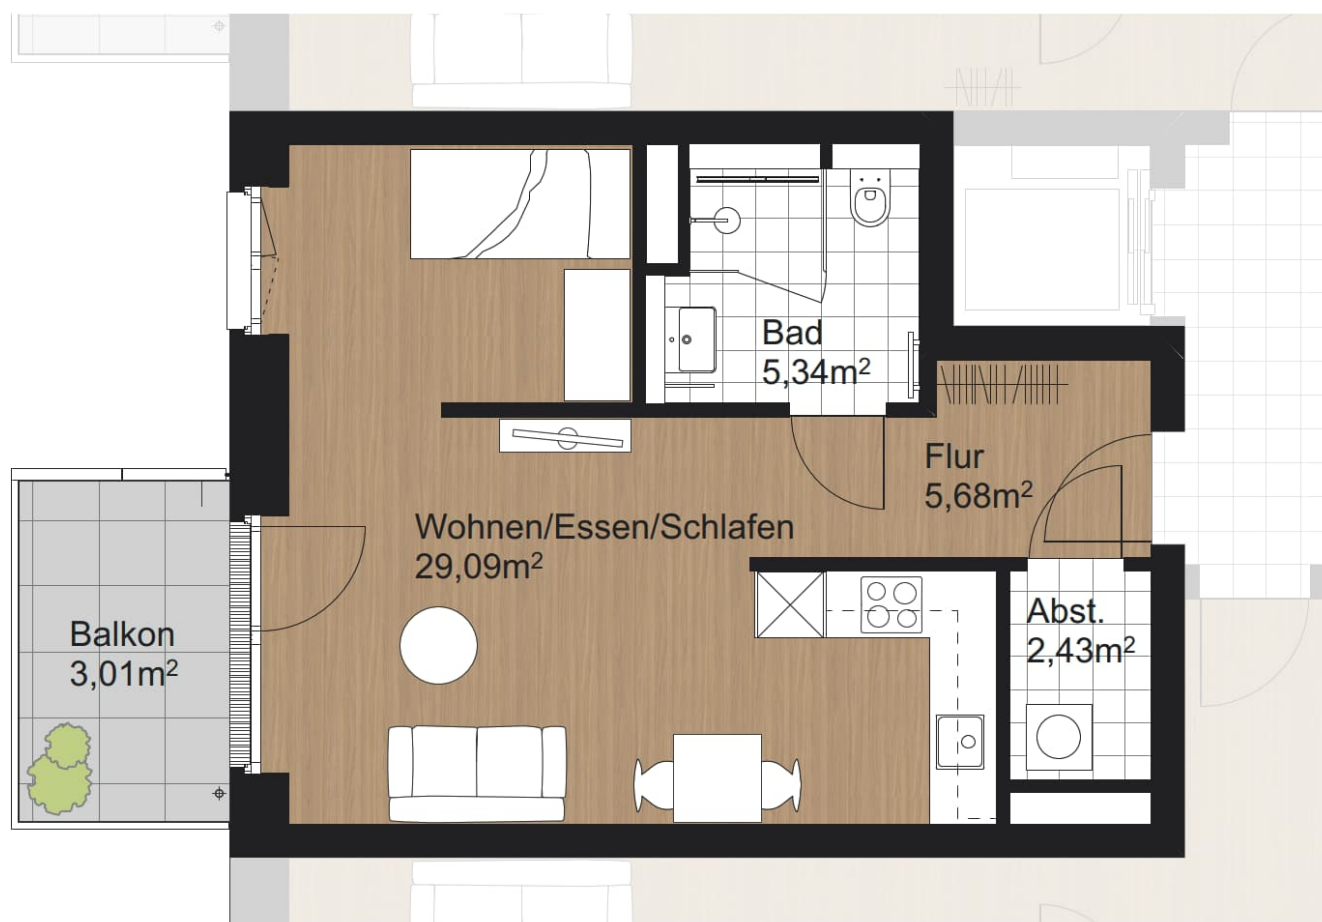 Bad
5,34m²
Flur
5,68m²
Wohnen/Essen/Schlafen
29,09m²
Balkon
3,01m²
Abst.
2,43m²